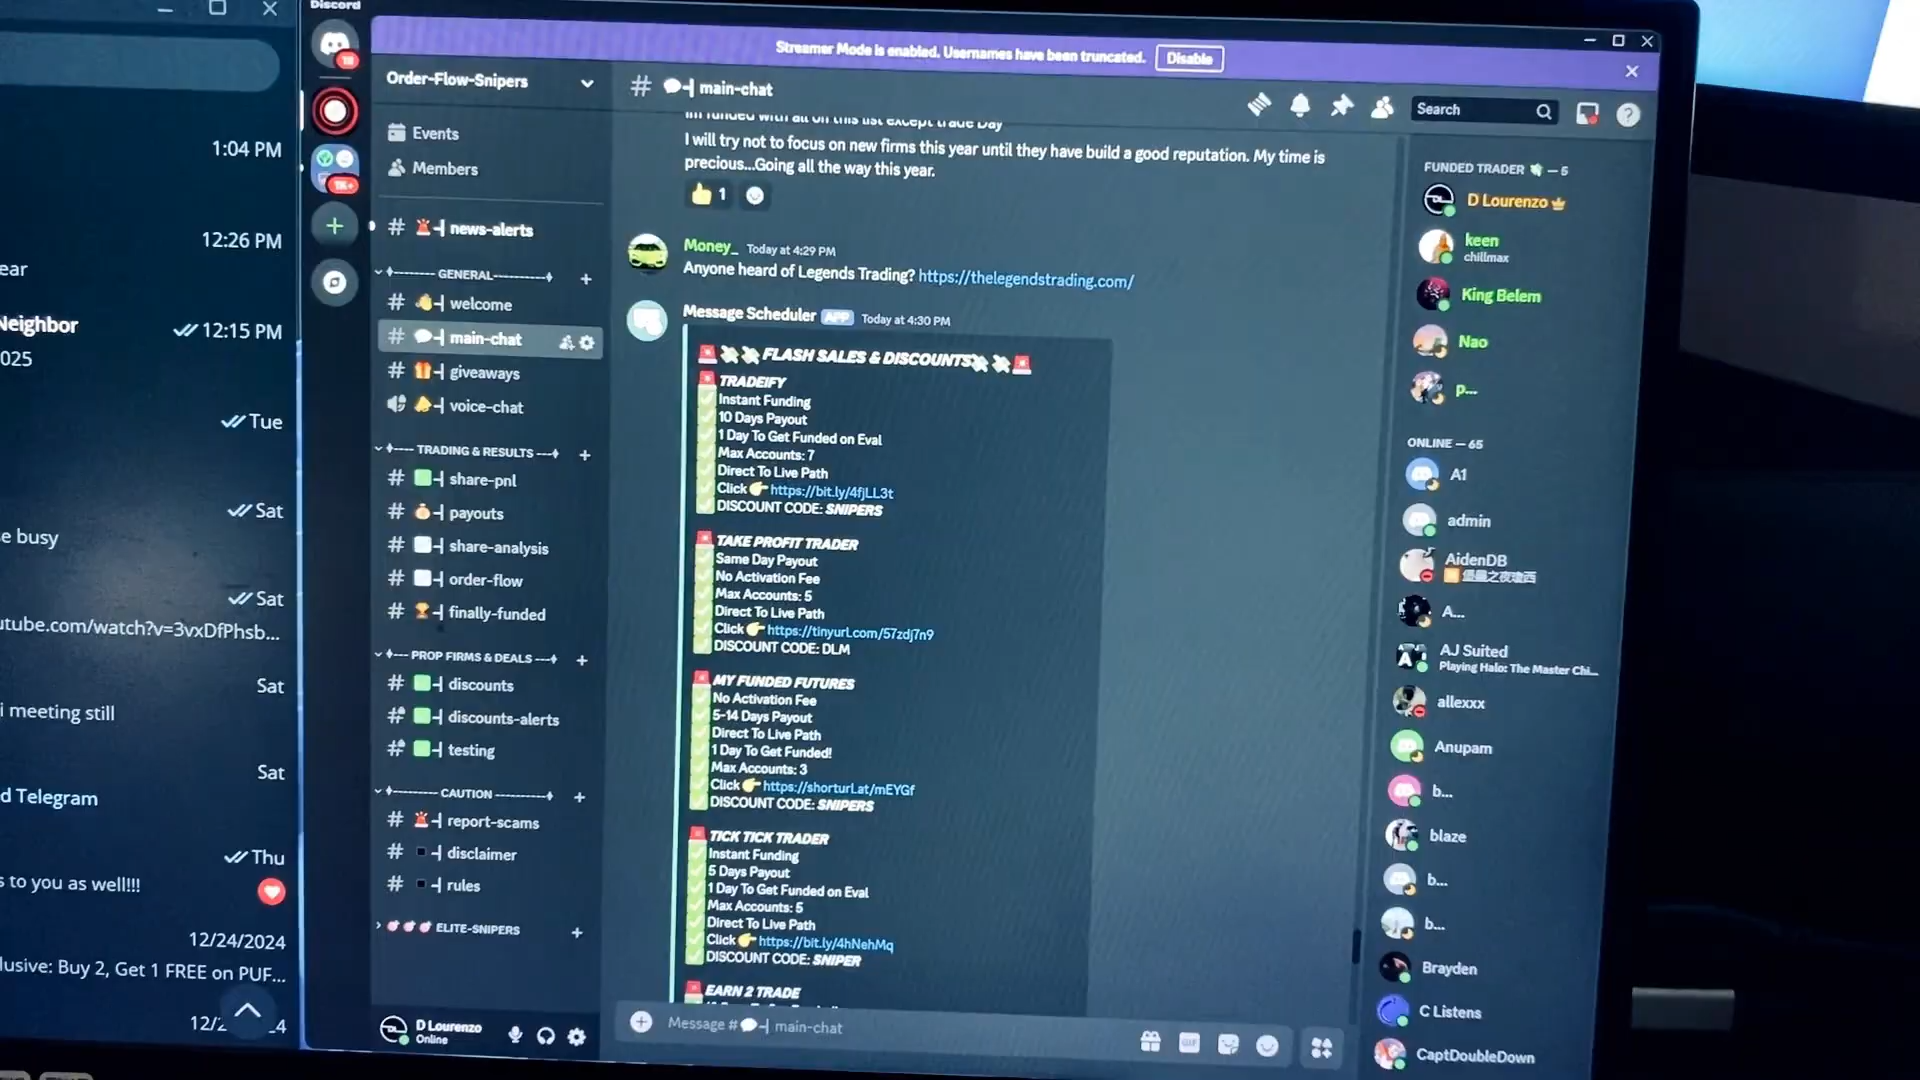 Discord
Streamer Mode is enabled. Usernames have been truncated.
Disable
1:04 PM
12:26 PM
ear
Neighbor
12:15 PM
2025
Tue
Sat
e busy
Sat
utube.com/watch?v=3vxDfPhsb...
Sat
i meeting still
Sat
d Telegram
Thu
s to you as well!!!
12/24/2024
lusive: Buy 2, Get 1 FREE on PUF...
18
1K+
Order-Flow-Snipers
Events
Members
# news-alerts
GENERAL
# welcome
# main-chat
# giveaways
voice-chat
TRADING & RESULTS
# share-pnl
# payouts
# share-analysis
# order-flow
# finally-funded
PROP FIRMS & DEALS
# discounts
# discounts-alerts
# testing
CAUTION
# report-scams
# disclaimer
# rules
ELITE-SNIPERS
D Lourenzo
Online
# main-chat
Search
Im funded with all on this list except trade Day
I will try not to focus on new firms this year until they have build a good reputation. My time is
precious...Going all the way this year.
👍 1
Money_ Today at 4:29 PM
Anyone heard of Legends Trading? https://thelegendstrading.com/
Message Scheduler APP Today at 4:30 PM
FLASH SALES & DISCOUNTS
TRADEIFY
Instant Funding
10 Days Payout
1 Day To Get Funded on Eval
Max Accounts: 7
Direct To Live Path
Click 👉 https://bit.ly/4fjLL3t
DISCOUNT CODE: SNIPERS
TAKE PROFIT TRADER
Same Day Payout
No Activation Fee
Max Accounts: 5
Direct To Live Path
Click 👉 https://tinyurl.com/57zdj7n9
DISCOUNT CODE: DLM
MY FUNDED FUTURES
No Activation Fee
5-14 Days Payout
Direct To Live Path
1 Day To Get Funded!
Max Accounts: 3
Click 👉 https://shorturl.at/mEYGf
DISCOUNT CODE: SNIPERS
TICK TICK TRADER
Instant Funding
5 Days Payout
1 Day To Get Funded on Eval
Max Accounts: 5
Direct To Live Path
Click 👉 https://bit.ly/4hNehMq
DISCOUNT CODE: SNIPER
EARN 2 TRADE
Message # main-chat
GIF
FUNDED TRADER — 5
D Lourenzo
keen
chillmax
King Belem
Nao
p...
ONLINE — 65
A1
admin
AidenDB
A...
AJ Suited
Playing Halo: The Master Chi...
allexxx
Anupam
b...
blaze
b...
b...
Brayden
C Listens
CaptDoubleDown